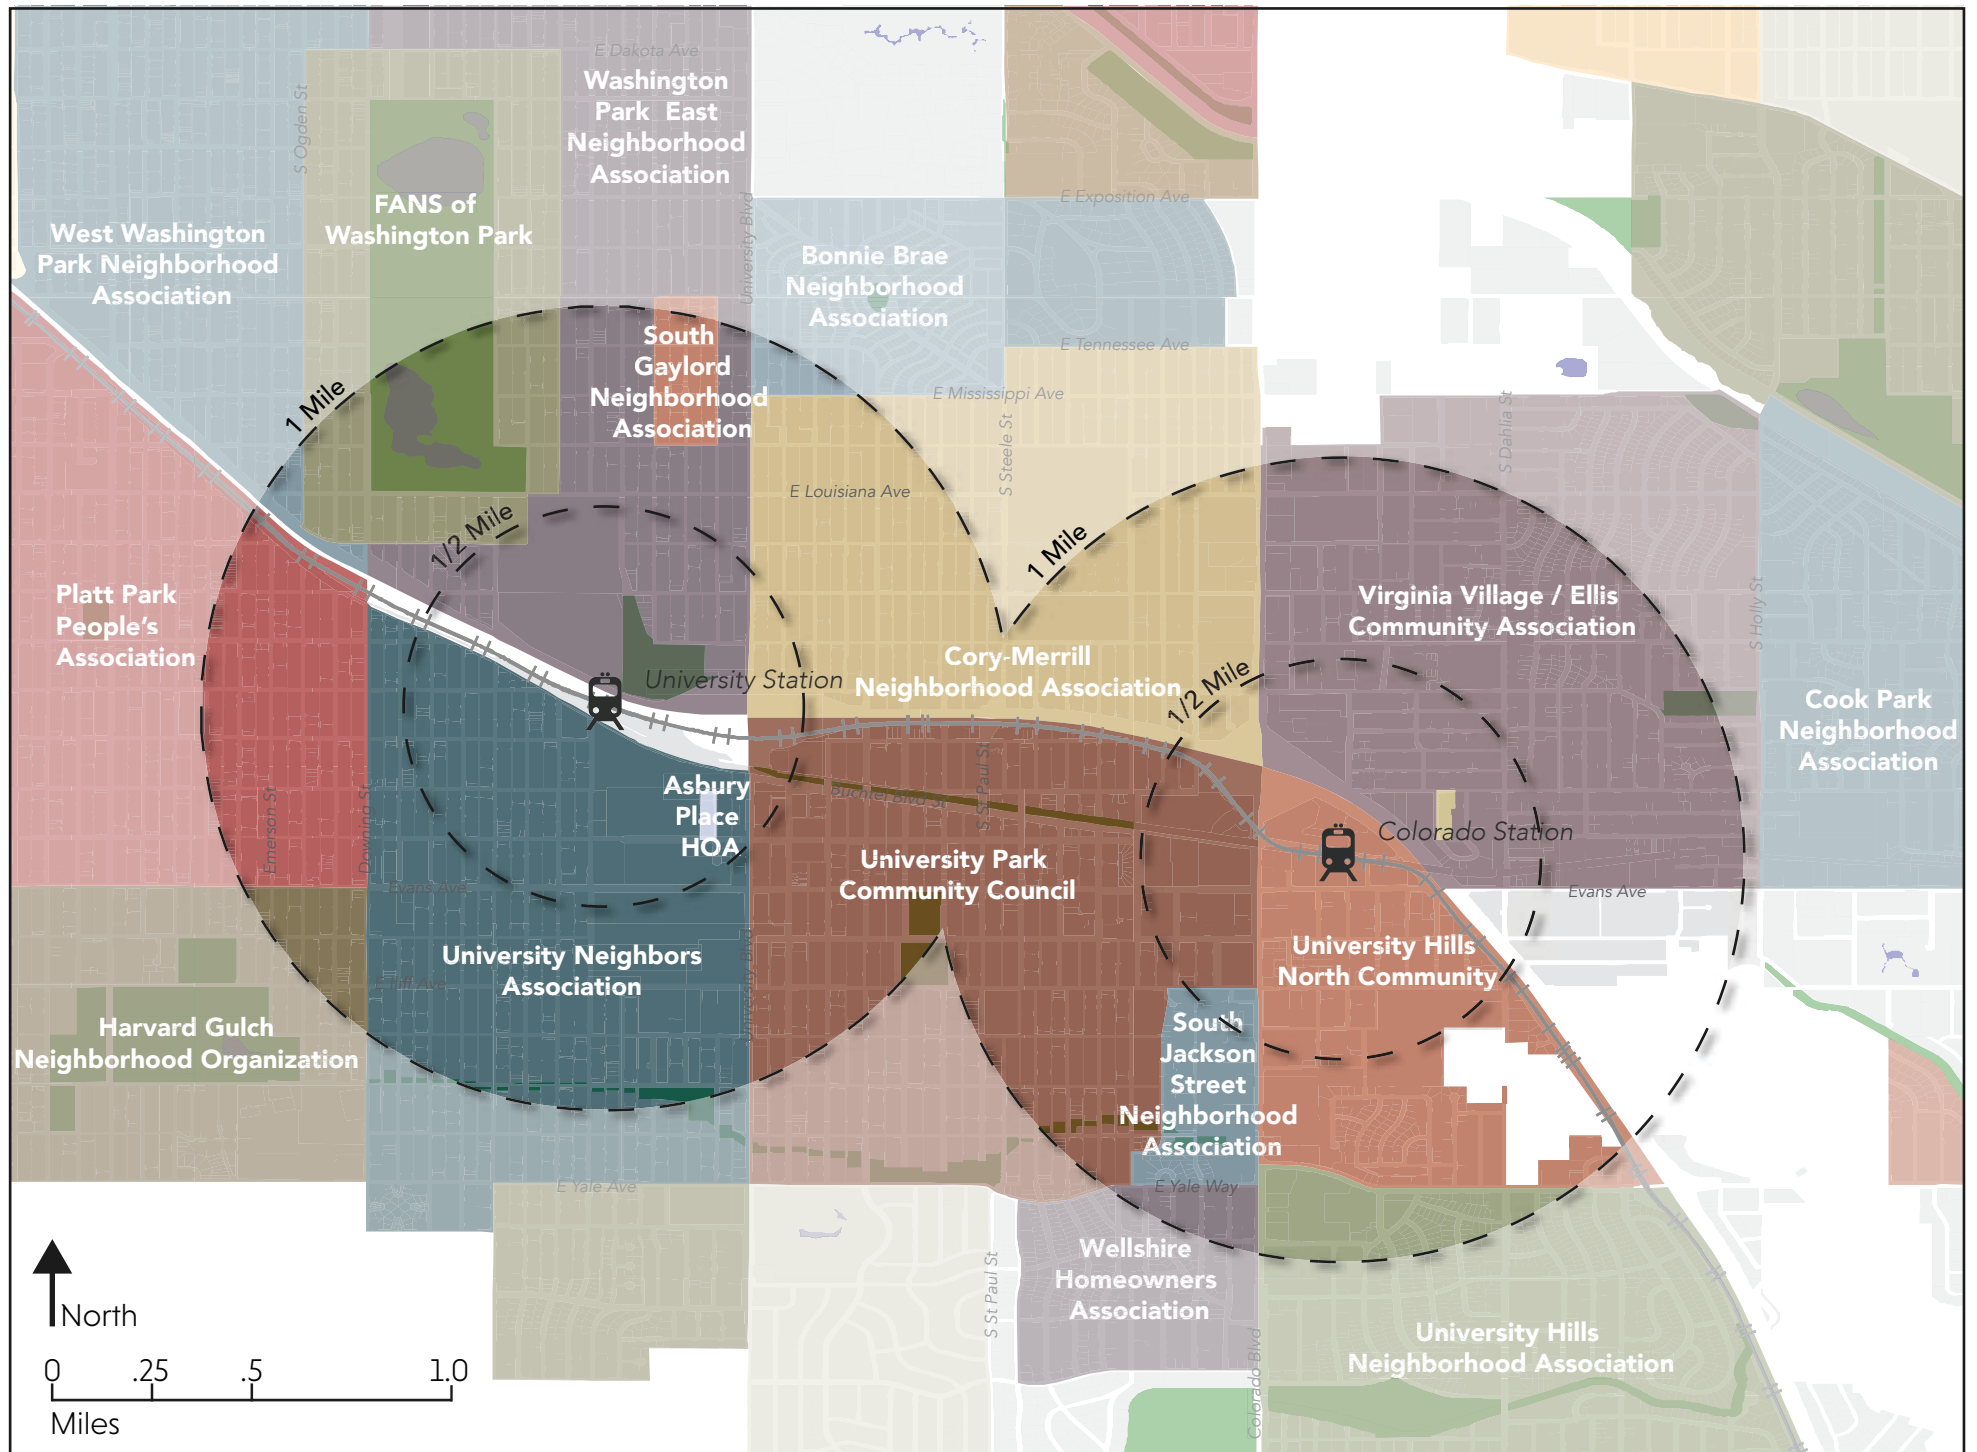 E Dakota Ave
Washington
Park East
Neighborhood
Association
S Ogden St
FANS of
Washington Park
West Washington
Park Neighborhood
Association
University Blvd
E Exposition Ave
Bonnie Brae
Neighborhood
Association
South
Gaylord
Neighborhood
Association
E Tennessee Ave
E Mississippi Ave
1 Mile
S Steele St
S Dahlia St
E Louisiana Ave
1/2 Mile
1 Mile
Platt Park
People's
Association
Virginia Village / Ellis
Community Association
S Holly St
Cory-Merrill
Neighborhood Association
1/2 Mile
University Station
Cook Park
Neighborhood
Association
Asbury
Place
HOA
Buchtel Blvd St
S St Paul St
Colorado Station
Emerson St
Downing St
Evans Ave
University Park
Community Council
Evans Ave
University Neighbors
Association
E Iliff Ave
University Blvd
University Hills
North Community
Harvard Gulch
Neighborhood Organization
South
Jackson
Street
Neighborhood
Association
E Yale Ave
E Yale Way
Wellshire
Homeowners
Association
S St Paul St
Colorado Blvd
University Hills
Neighborhood Association
North
0 .25 .5 1.0
Miles